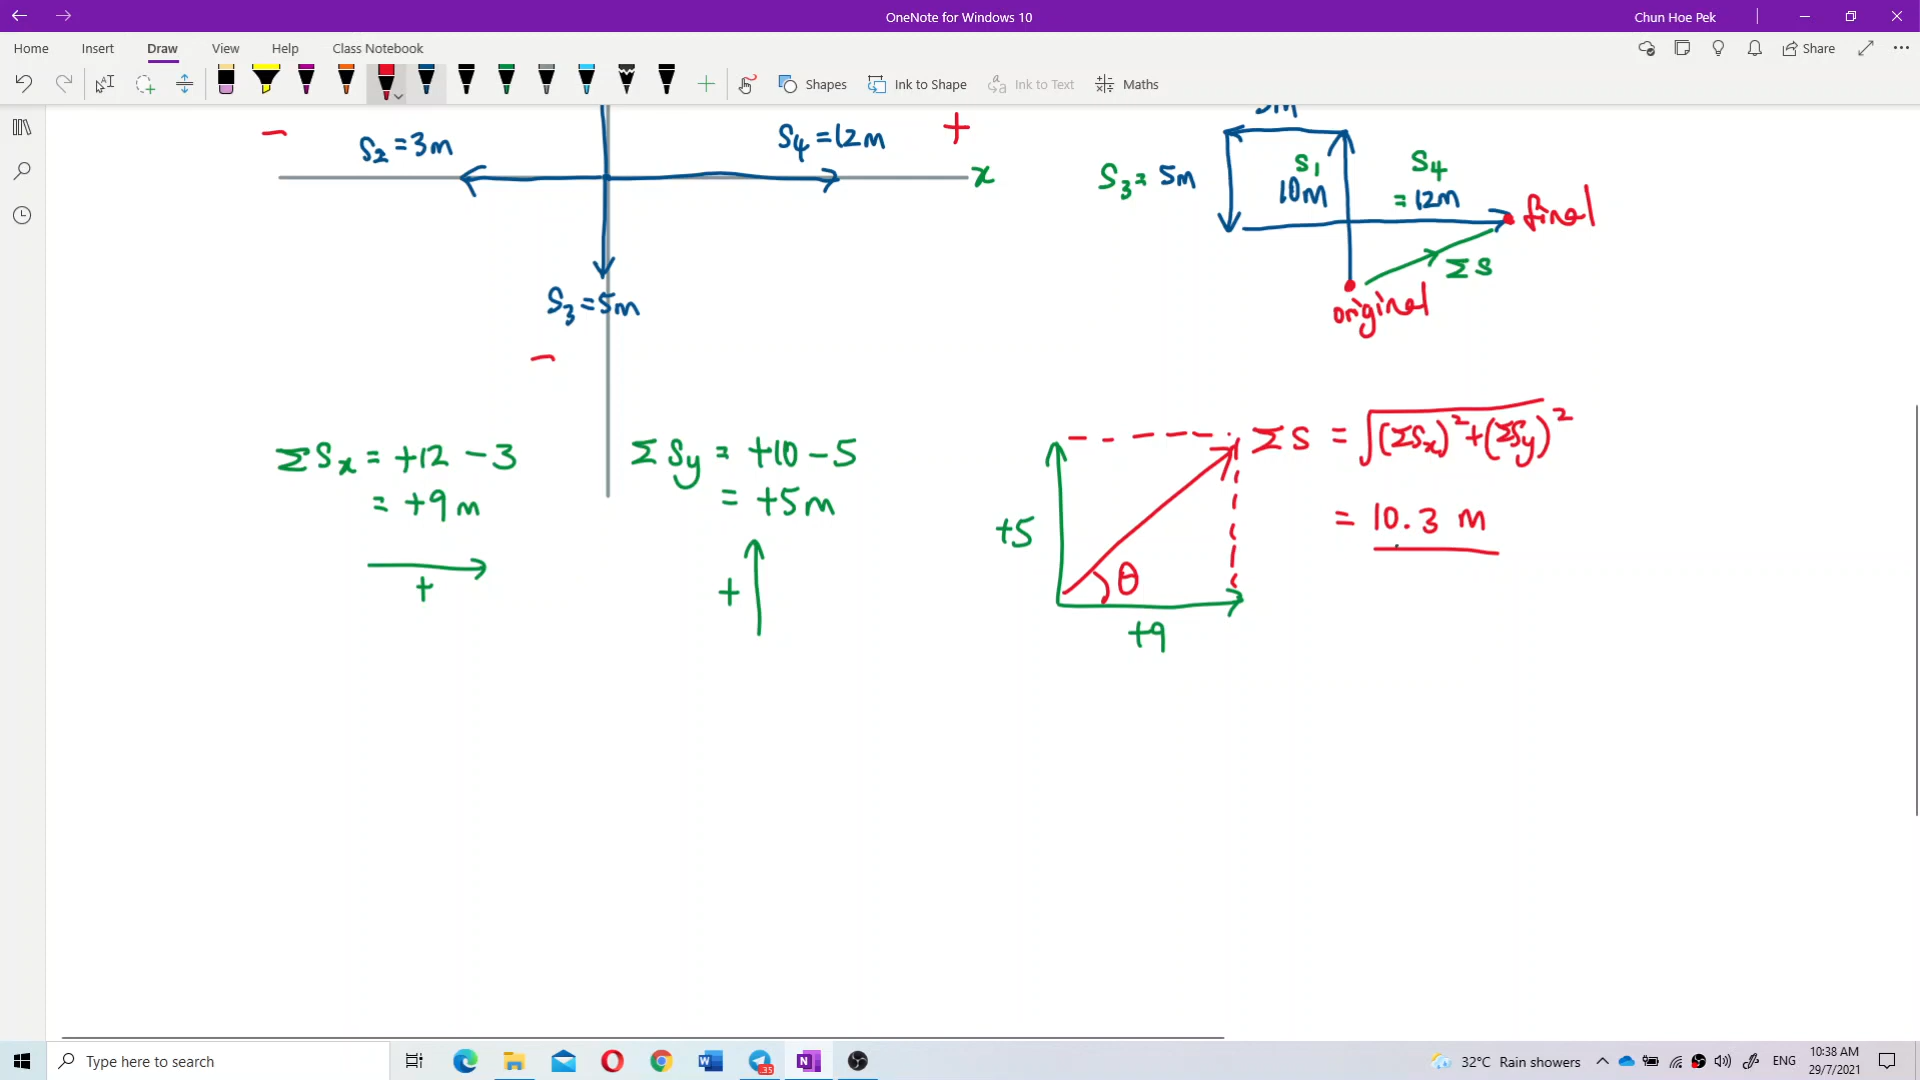 OneNote for Windows 10
Chun Hoe Pek
Home Insert Draw View Help Class Notebook
Share
Shapes Ink to Shape Ink to Text Maths
−
S2 = 3m
S4 = 12m
+
x
S3 = 5m
−
S3 = 5m
S1
10m
S4
= 12m
final
ΣS
original
ΣSx = +12 − 3
= +9 m
+
ΣSy = +10 − 5
= +5m
+
+5
θ
+9
ΣS = √(ΣSx)² + (ΣSy)²
= 10.3 m
Type here to search
35
32°C Rain showers
ENG
10:38 AM
29/7/2021